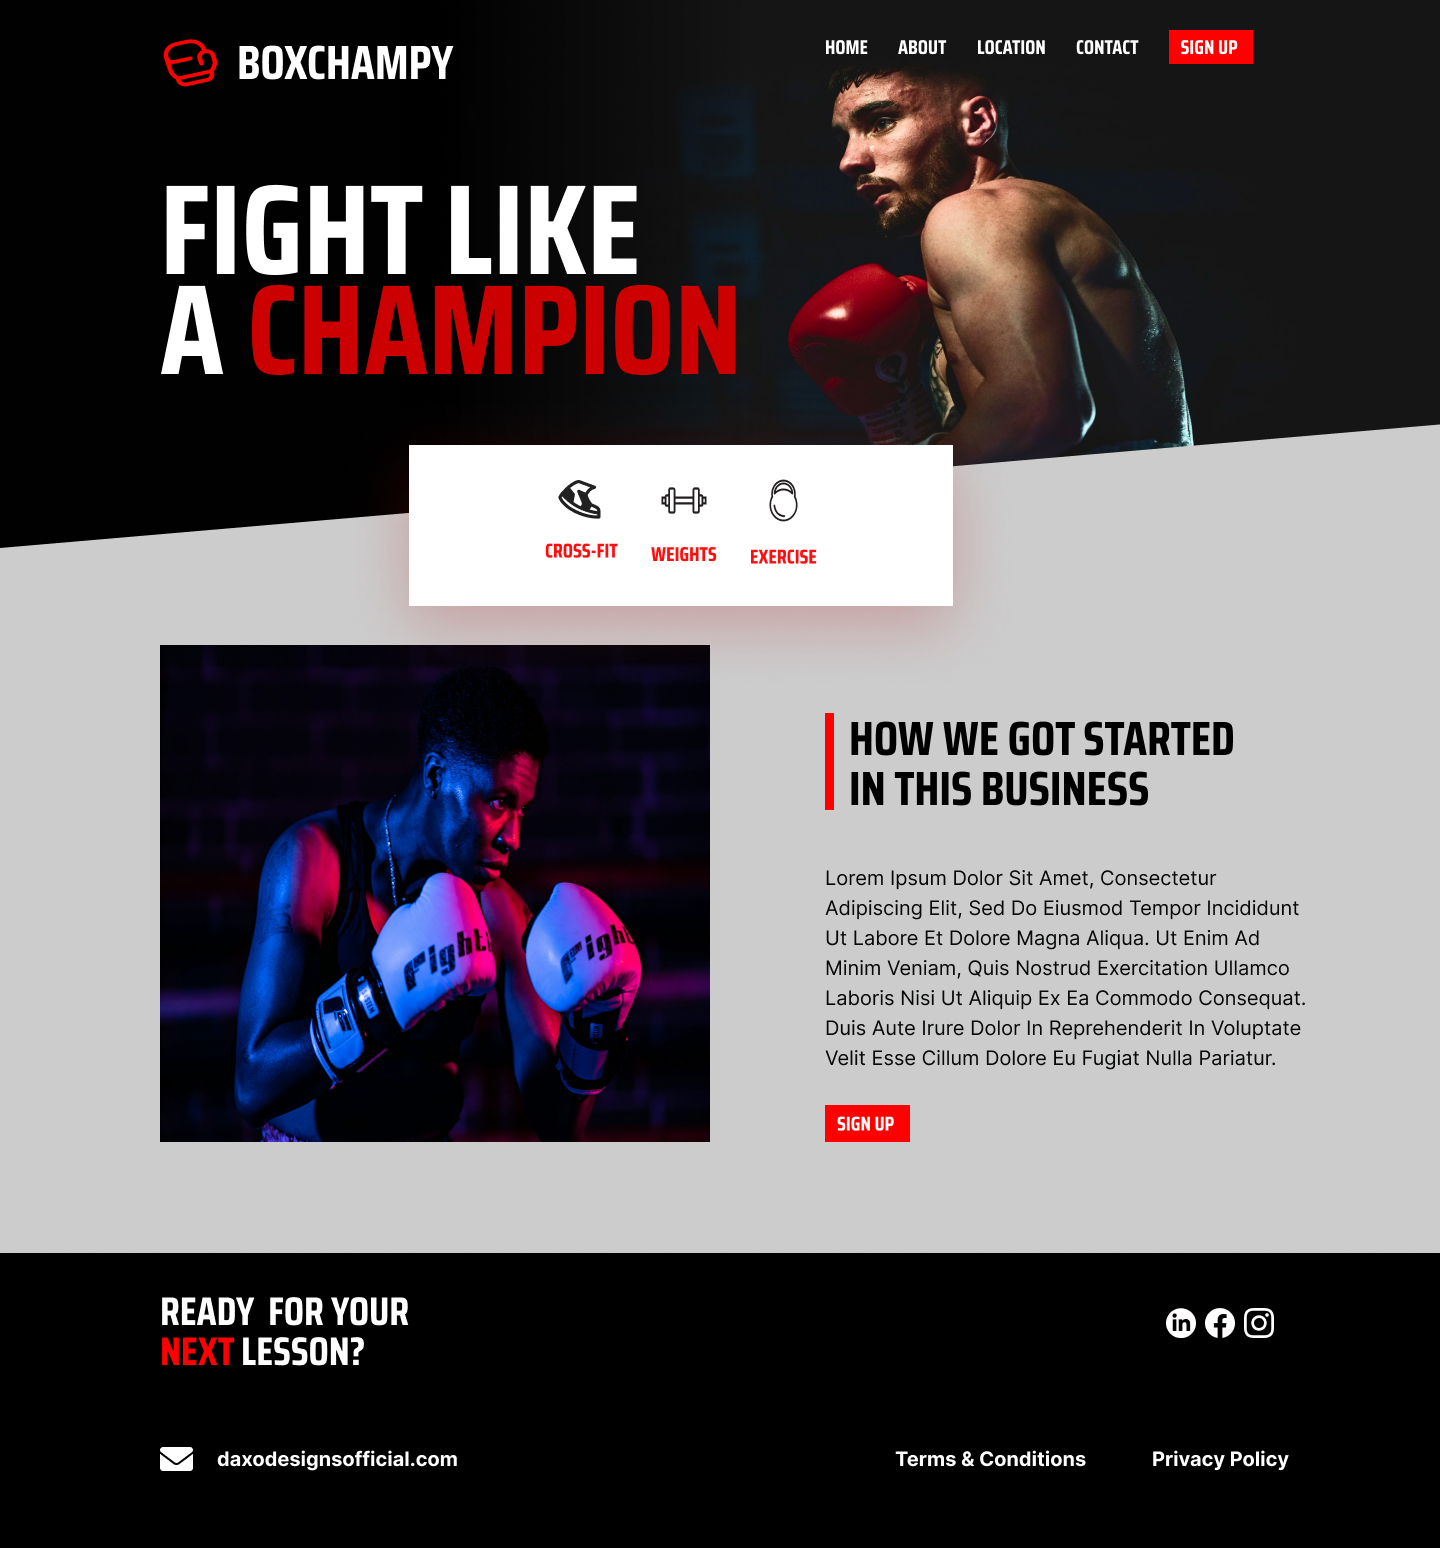 BOXCHAMPY
HOME ABOUT LOCATION CONTACT SIGN UP
FIGHT LIKE
A CHAMPION
CROSS-FIT WEIGHTS EXERCISE
HOW WE GOT STARTED
IN THIS BUSINESS
Lorem Ipsum Dolor Sit Amet, Consectetur
Adipiscing Elit, Sed Do Eiusmod Tempor Incididunt
Ut Labore Et Dolore Magna Aliqua. Ut Enim Ad
Minim Veniam, Quis Nostrud Exercitation Ullamco
Laboris Nisi Ut Aliquip Ex Ea Commodo Consequat.
Duis Aute Irure Dolor In Reprehenderit In Voluptate
Velit Esse Cillum Dolore Eu Fugiat Nulla Pariatur.
SIGN UP
READY FOR YOUR
NEXT LESSON?
in
daxodesignsofficial.com
Terms & Conditions Privacy Policy